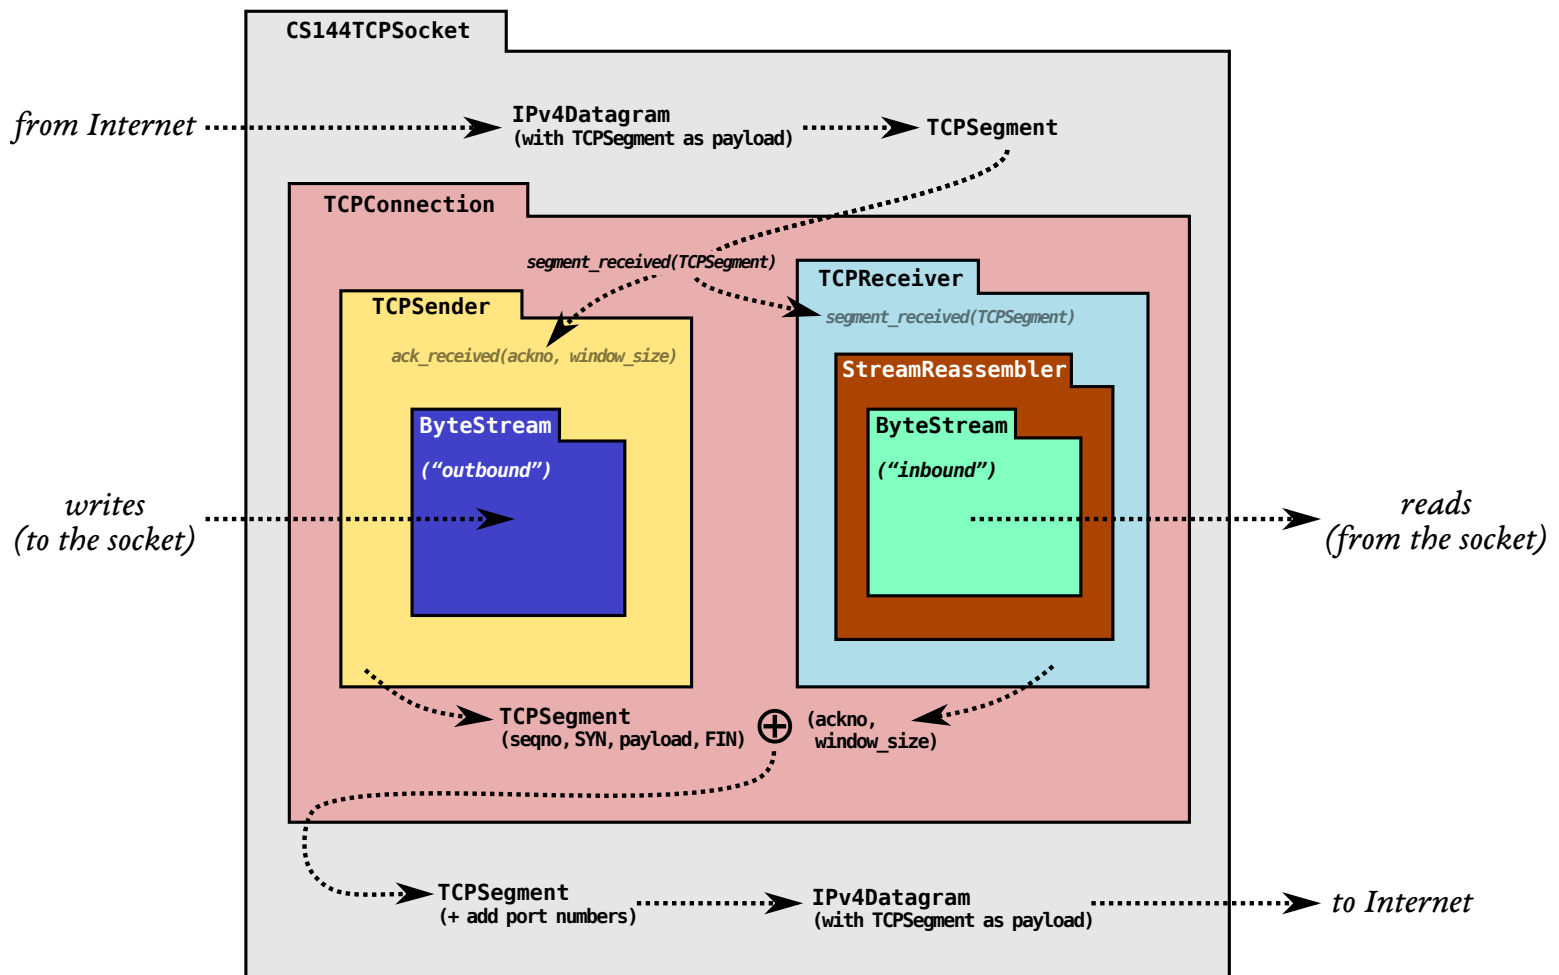 CS144TCPSocket
from Internet
IPv4Datagram
(with TCPSegment as payload)
TCPSegment
TCPConnection
segment_received(TCPSegment)
TCPSender
ack_received(ackno, window_size)
TCPReceiver
segment_received(TCPSegment)
StreamReassembler
ByteStream
(“outbound”)
ByteStream
(“inbound”)
writes
(to the socket)
reads
(from the socket)
TCPSegment
(seqno, SYN, payload, FIN)
(ackno,
window_size)
TCPSegment
(+ add port numbers)
IPv4Datagram
(with TCPSegment as payload)
to Internet